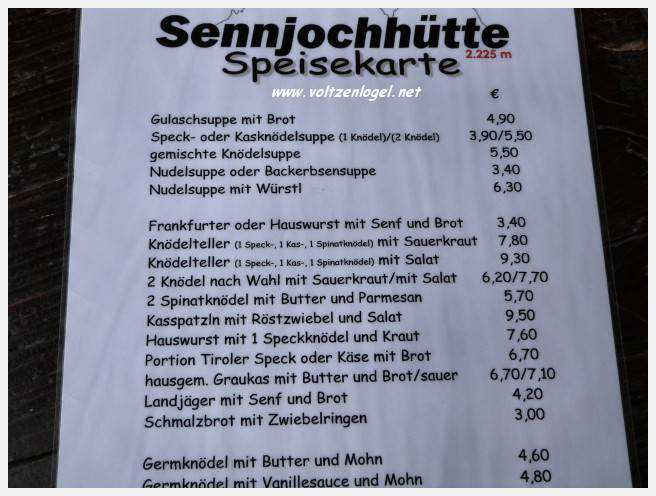 Sennjochhütte
2.225 m
Speisekarte
www.voltzenlogel.net
€
Gulaschsuppe mit Brot 4,90
Speck- oder Kasknödelsuppe (1 Knödel)/(2 Knödel) 3,90/5,50
gemischte Knödelsuppe 5,50
Nudelsuppe oder Backerbsensuppe 3,40
Nudelsuppe mit Würstl 6,30
Frankfurter oder Hauswurst mit Senf und Brot 3,40
Knödelteller (1 Speck-, 1 Kas-, 1 Spinatknödel) mit Sauerkraut 7,80
Knödelteller (1 Speck-, 1 Kas-, 1 Spinatknödel) mit Salat 9,30
2 Knödel nach Wahl mit Sauerkraut/mit Salat 6,20/7,70
2 Spinatknödel mit Butter und Parmesan 5,70
Kasspatzln mit Röstzwiebel und Salat 9,50
Hauswurst mit 1 Speckknödel und Kraut 7,60
Portion Tiroler Speck oder Käse mit Brot 6,70
hausgem. Graukas mit Butter und Brot/sauer 6,70/7,10
Landjäger mit Senf und Brot 4,20
Schmalzbrot mit Zwiebelringen 3,00
Germknödel mit Butter und Mohn 4,60
Germknödel mit Vanillesauce und Mohn 4,80